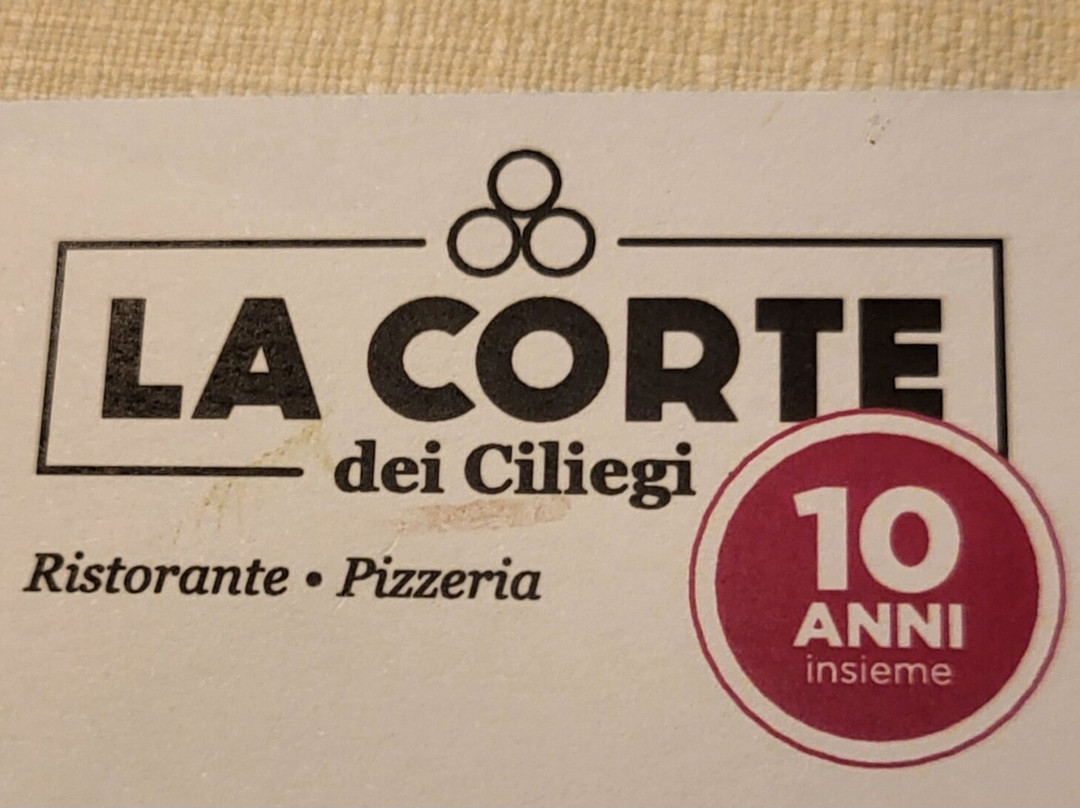 LA CORTE
dei Ciliegi
Ristorante • Pizzeria
10
ANNI
insieme